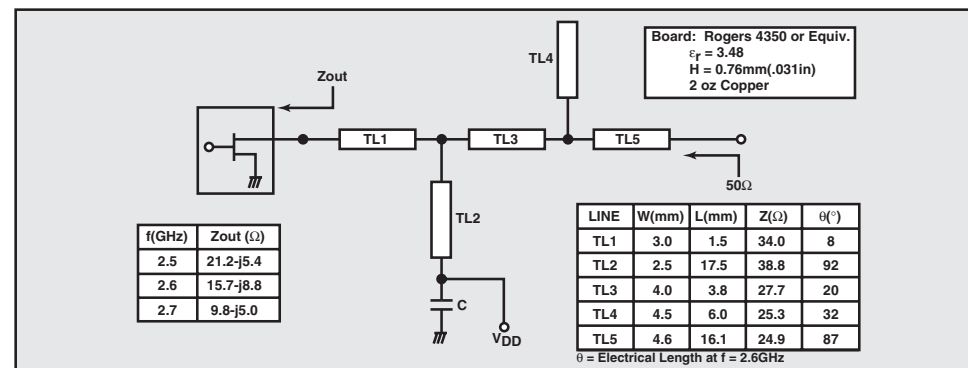 Board: Rogers 4350 or Equiv.
εr = 3.48
H = 0.76mm(.031in)
2 oz Copper
TL4
Zout
TL1
TL3
TL5
50Ω
TL2
C
VDD
f(GHz) Zout (Ω)
2.5 21.2-j5.4
2.6 15.7-j8.8
2.7 9.8-j5.0
LINE W(mm) L(mm) Z(Ω) θ(°)
TL1 3.0 1.5 34.0 8
TL2 2.5 17.5 38.8 92
TL3 4.0 3.8 27.7 20
TL4 4.5 6.0 25.3 32
TL5 4.6 16.1 24.9 87
θ = Electrical Length at f = 2.6GHz